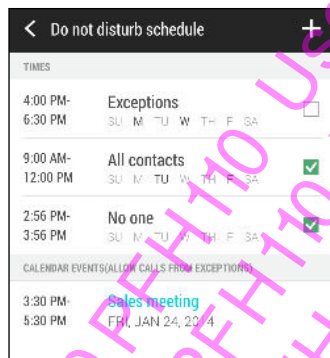 Do not disturb schedule
TIMES
4:00 PM-
6:30 PM
Exceptions
SU M TU W TH F SA
9:00 AM-
12:00 PM
All contacts
SU M TU W TH F SA
2:56 PM-
3:56 PM
No one
SU M TU W TH F SA
CALENDAR EVENTS(ALLOW CALLS FROM EXCEPTIONS)
3:30 PM-
5:30 PM
Sales meeting
FRI, JAN 24, 2014
PFH110 US
PFH110